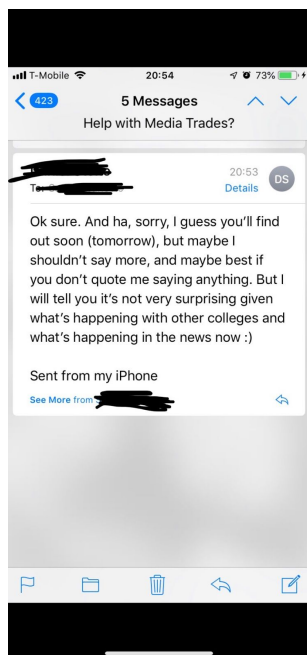 T-Mobile 20:54 73%
423 5 Messages
Help with Media Trades?
20:53
DS
To: Details
Ok sure. And ha, sorry, I guess you’ll find
out soon (tomorrow), but maybe I
shouldn’t say more, and maybe best if
you don’t quote me saying anything. But I
will tell you it’s not very surprising given
what’s happening with other colleges and
what’s happening in the news now :)
Sent from my iPhone
See More from